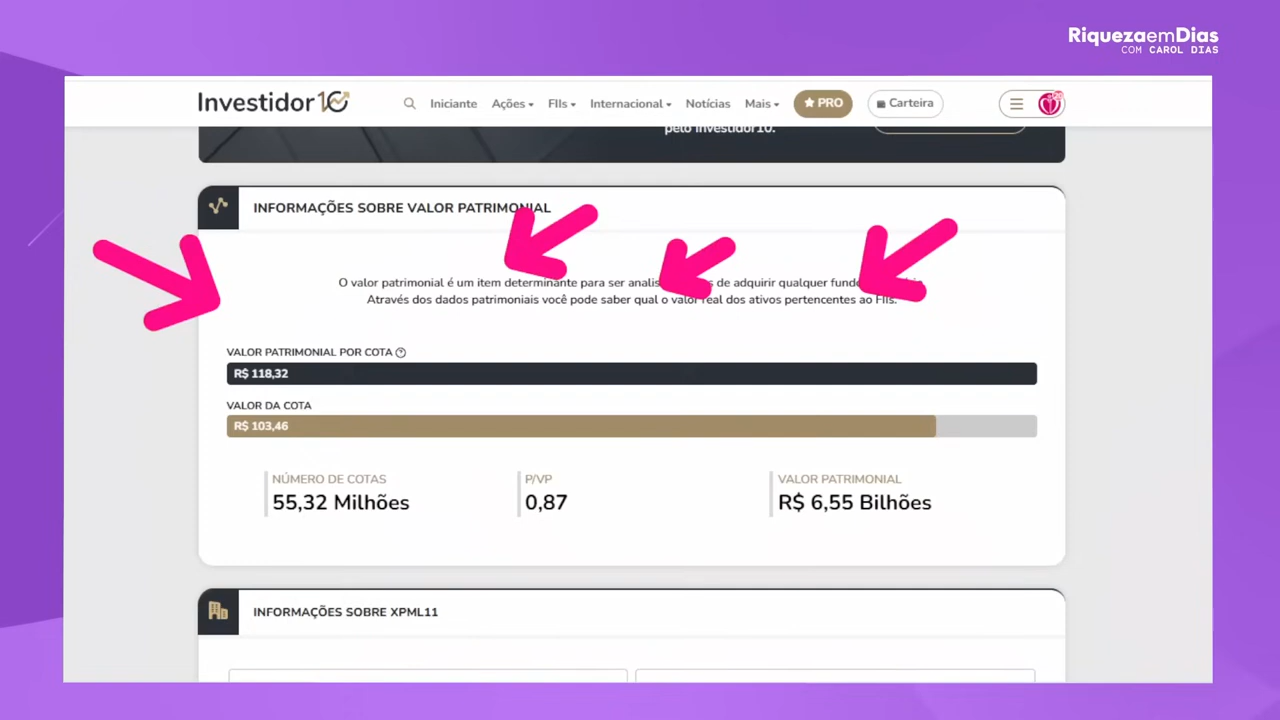 RiquezaemDias
COM CAROL DIAS
Investidor10
Iniciante Ações FIIs Internacional Notícias Mais PRO Carteira
pelo Investidor10.
INFORMAÇÕES SOBRE VALOR PATRIMONIAL
O valor patrimonial é um item determinante para ser de adquirir qualquer
Através dos dados patrimoniais você pode saber qual o valor real dos ativos pertencentes ao FIIs.
VALOR PATRIMONIAL POR COTA ?
R$ 118,32
VALOR DA COTA
R$ 103,46
NÚMERO DE COTAS P/VP VALOR PATRIMONIAL
55,32 Milhões 0,87 R$ 6,55 Bilhões
INFORMAÇÕES SOBRE XPML11